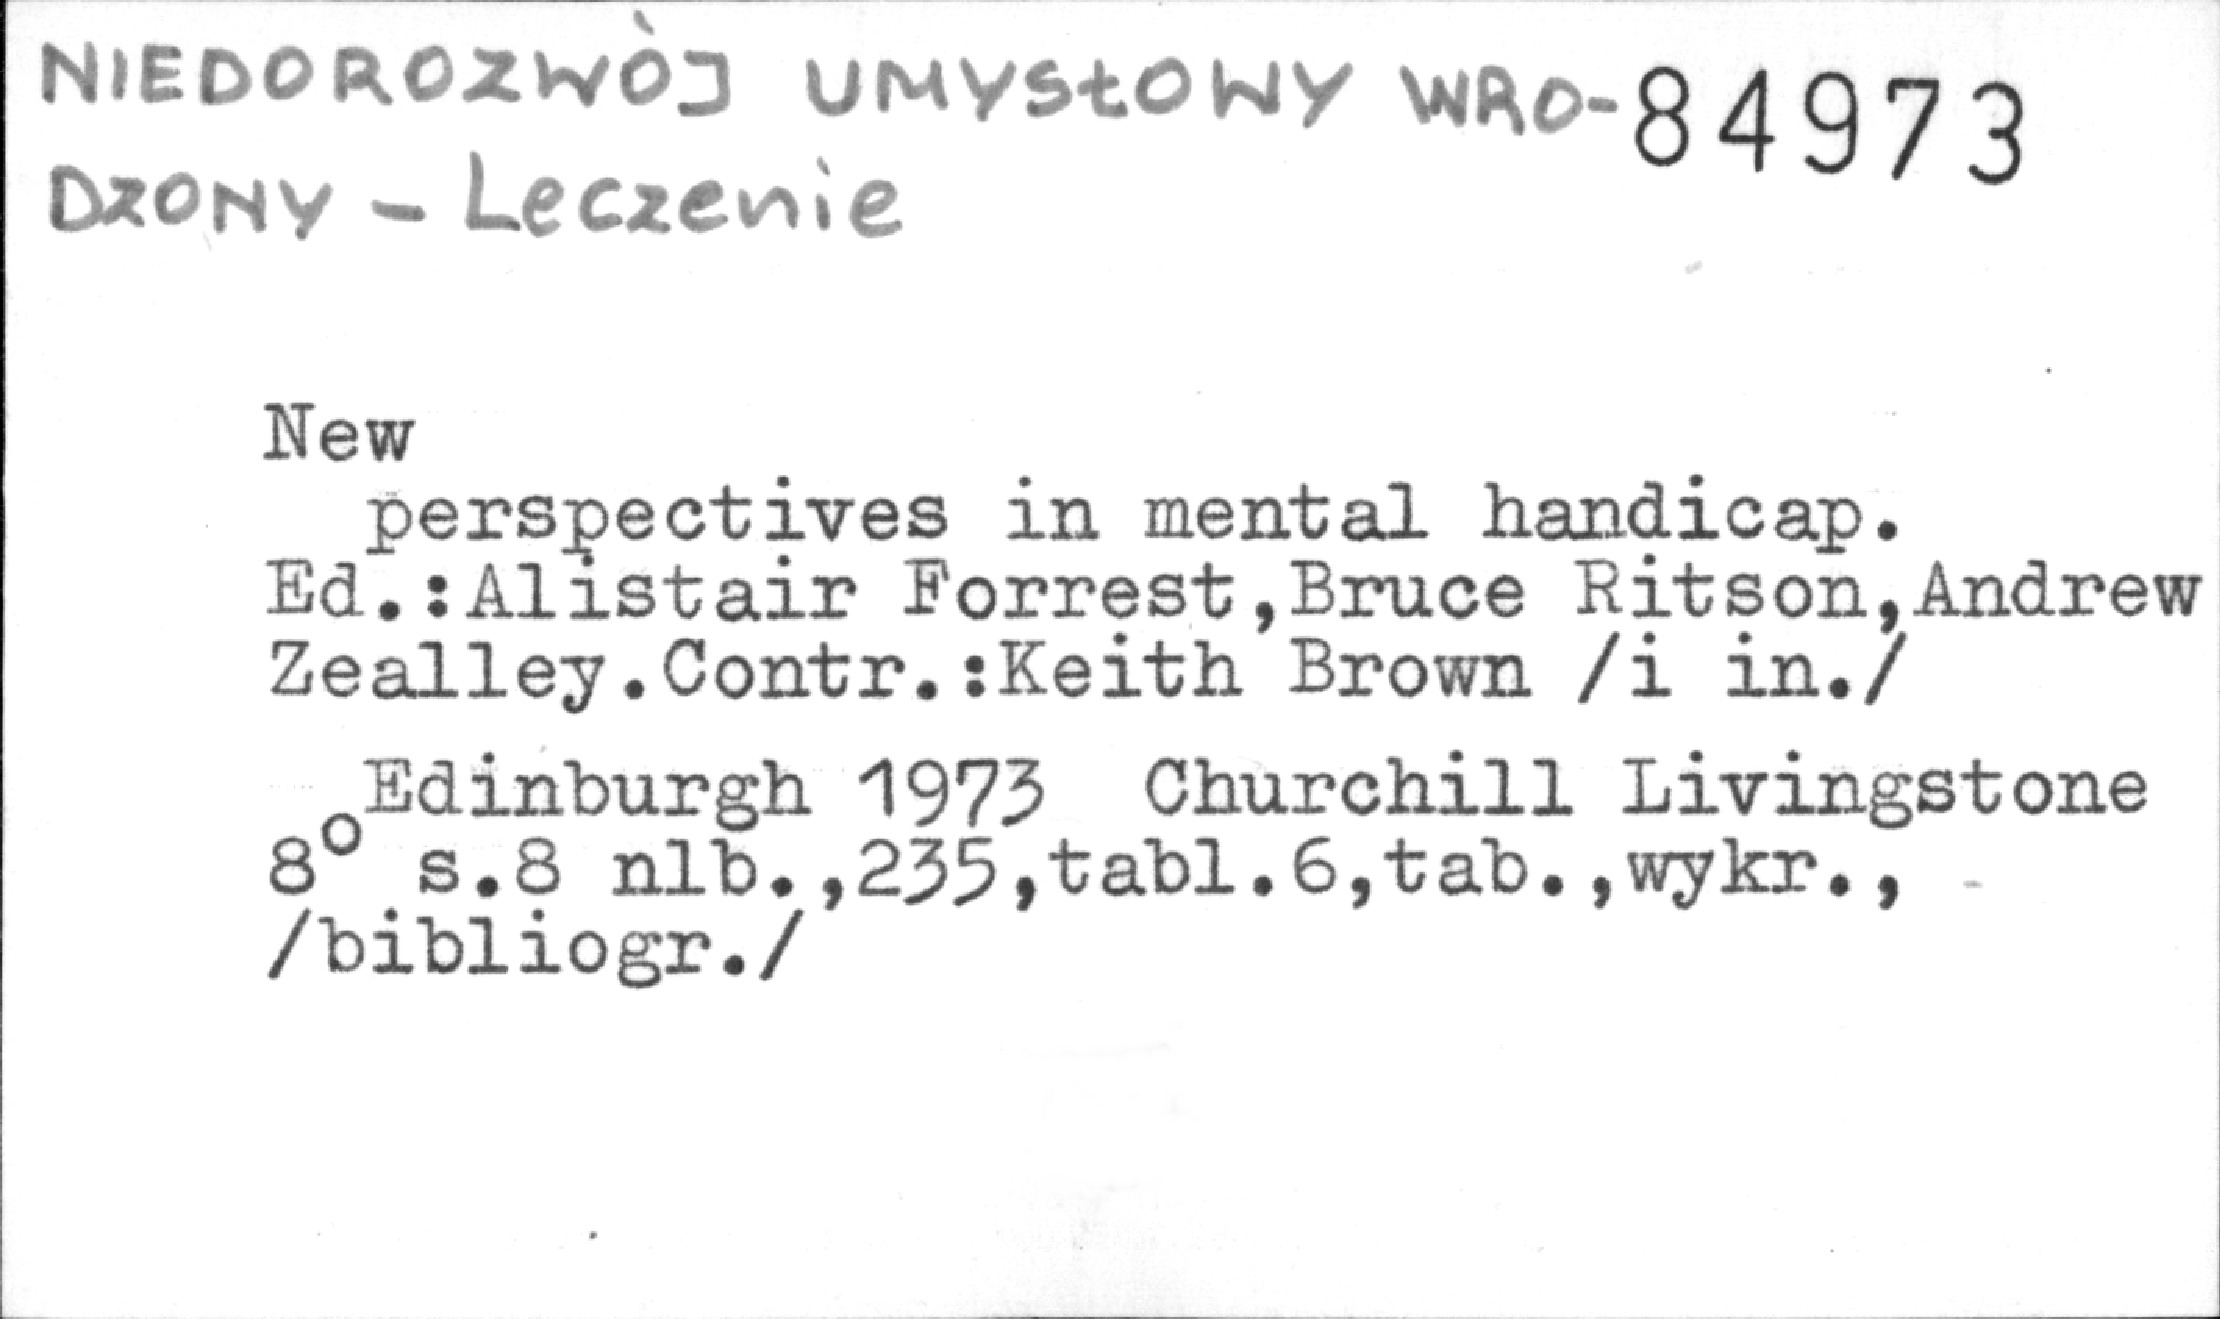 NIEDOROZWÓJ UMYSŁOWY WRO- 84973
DZONY - Leczenie
New
perspectives in mental handicap.
Ed.:Alistair Forrest,Bruce Ritson,Andrew
Zealley.Contr.:Keith Brown /i in./
Edinburgh 1973 Churchill Livingstone
8° s.8 nlb.,235,tabl.6,tab.,wykr.,
/bibliogr./